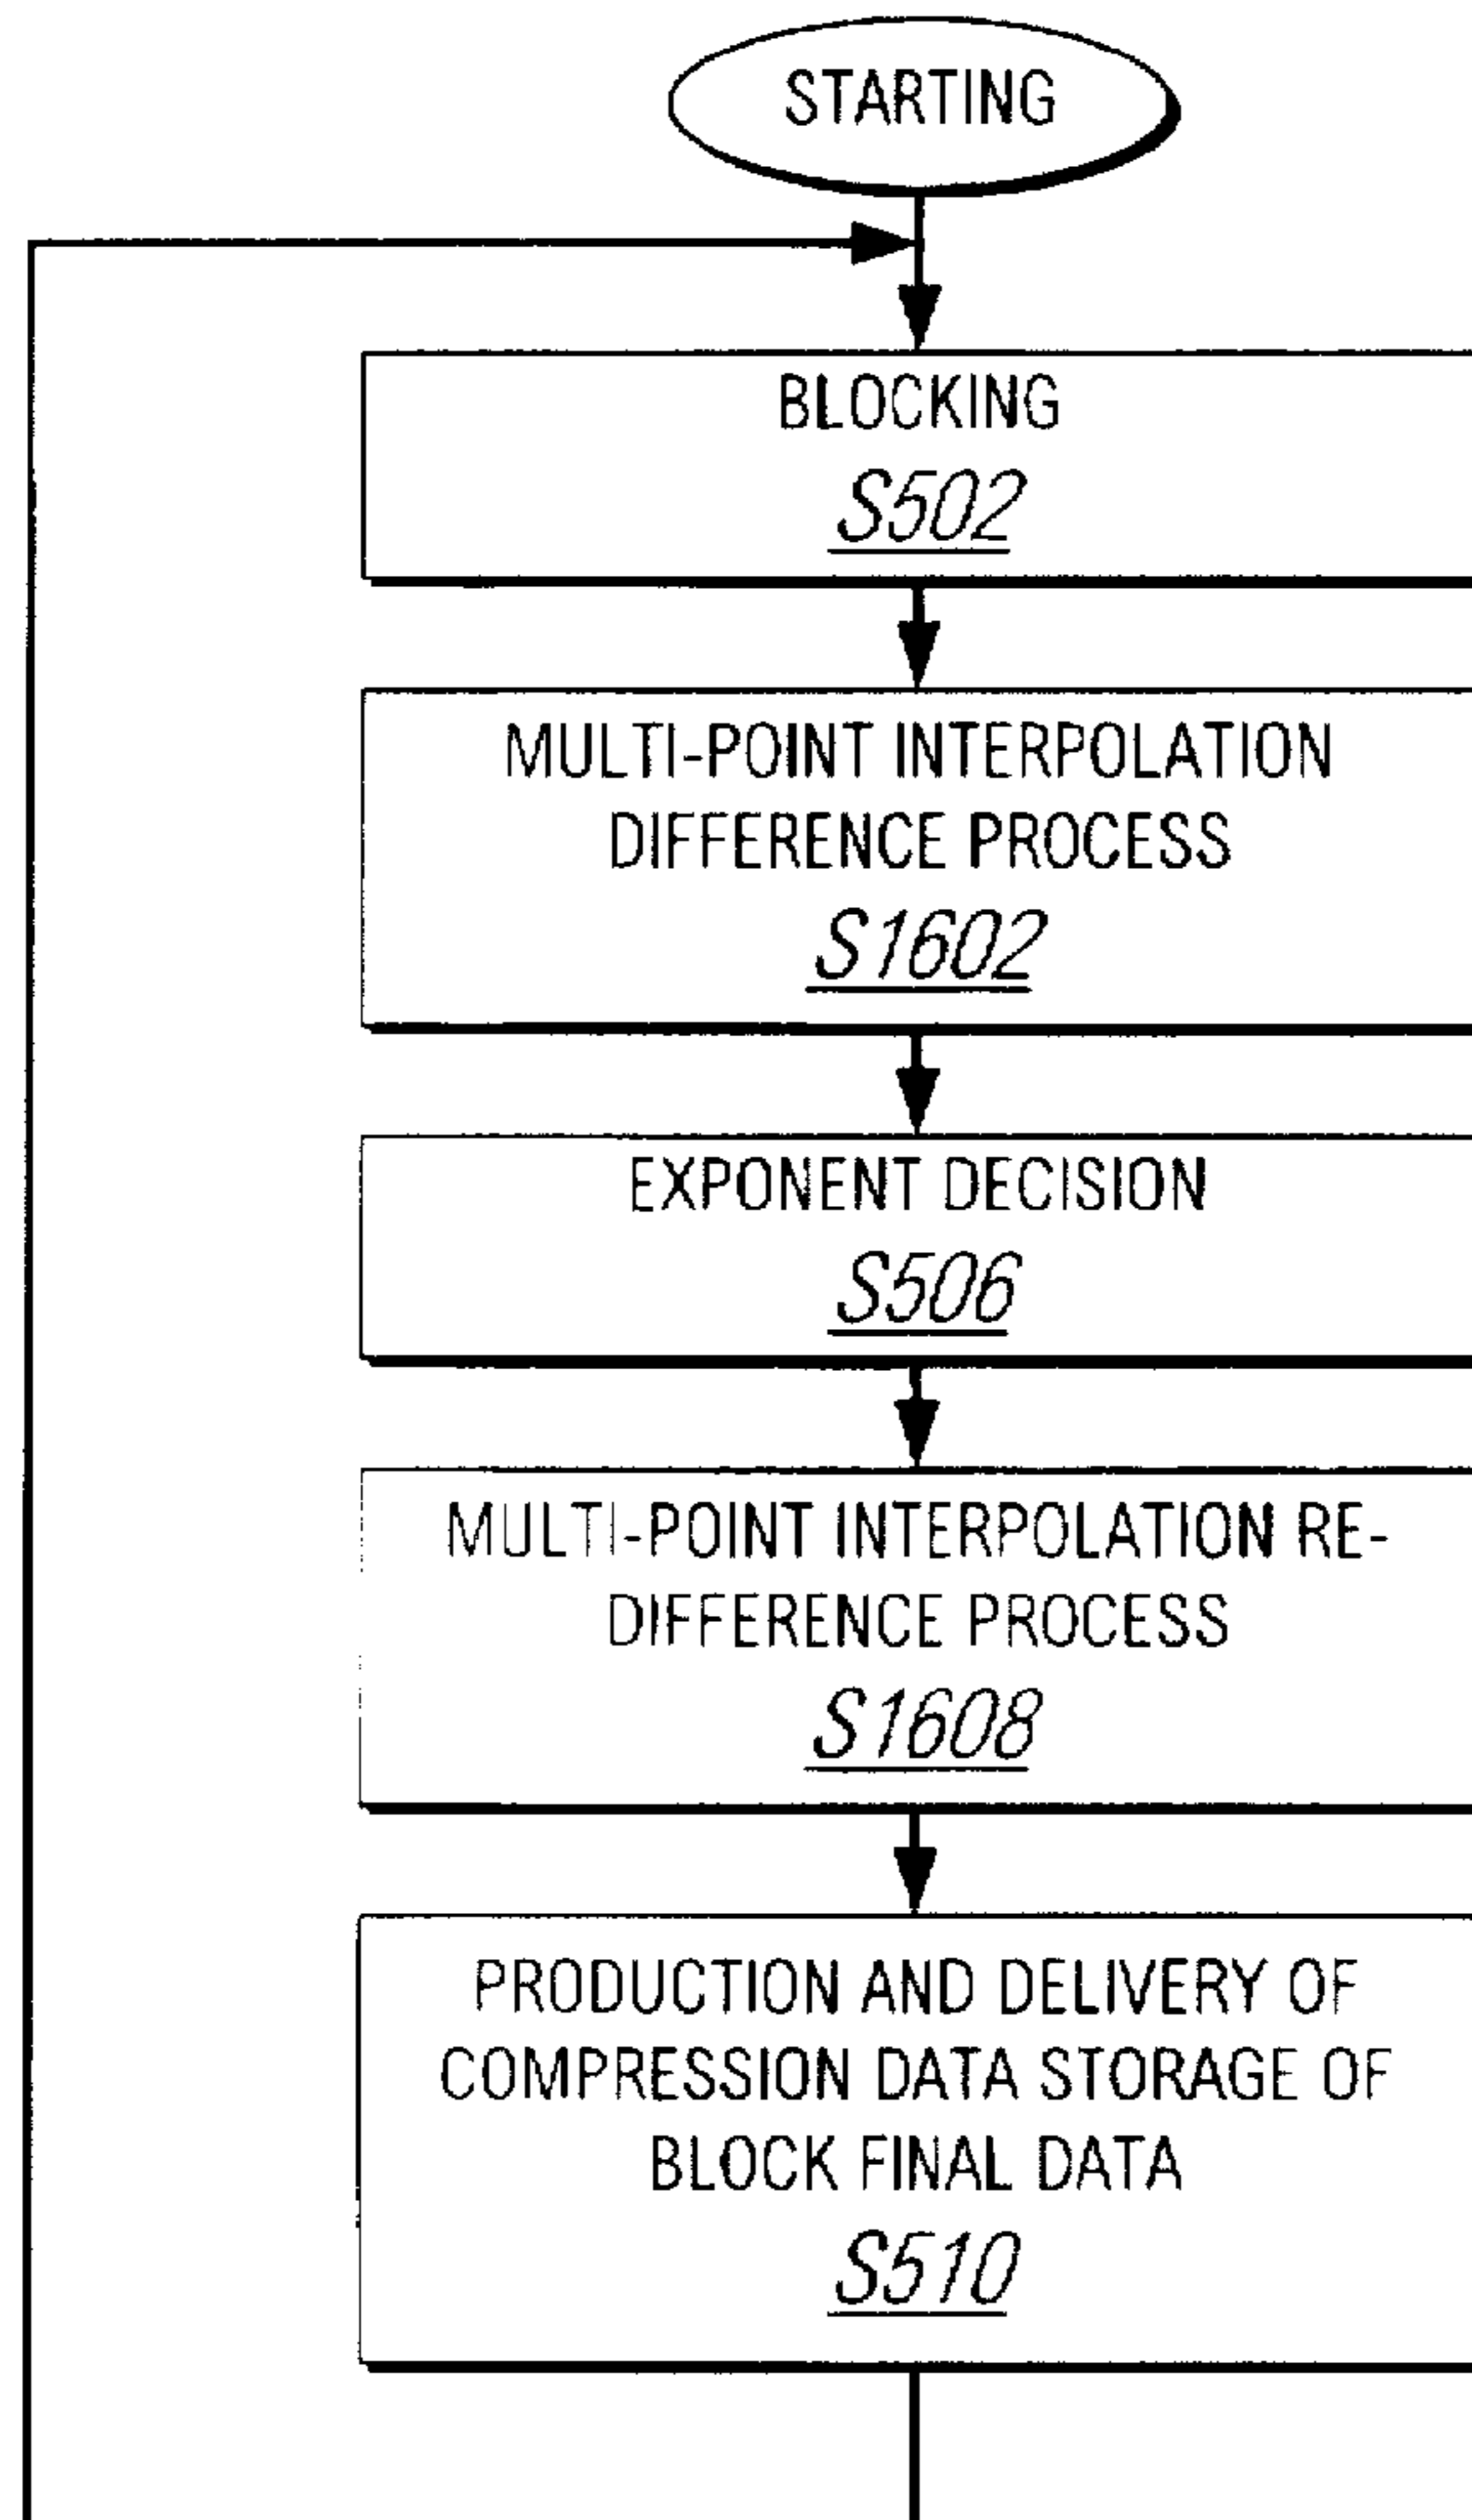 STARTING
BLOCKING
S502
MULTI-POINT INTERPOLATION
DIFFERENCE PROCESS
S1602
EXPONENT DECISION
S506
MULTI-POINT INTERPOLATION RE-
DIFFERENCE PROCESS
S1608
PRODUCTION AND DELIVERY OF
COMPRESSION DATA STORAGE OF
BLOCK FINAL DATA
S510